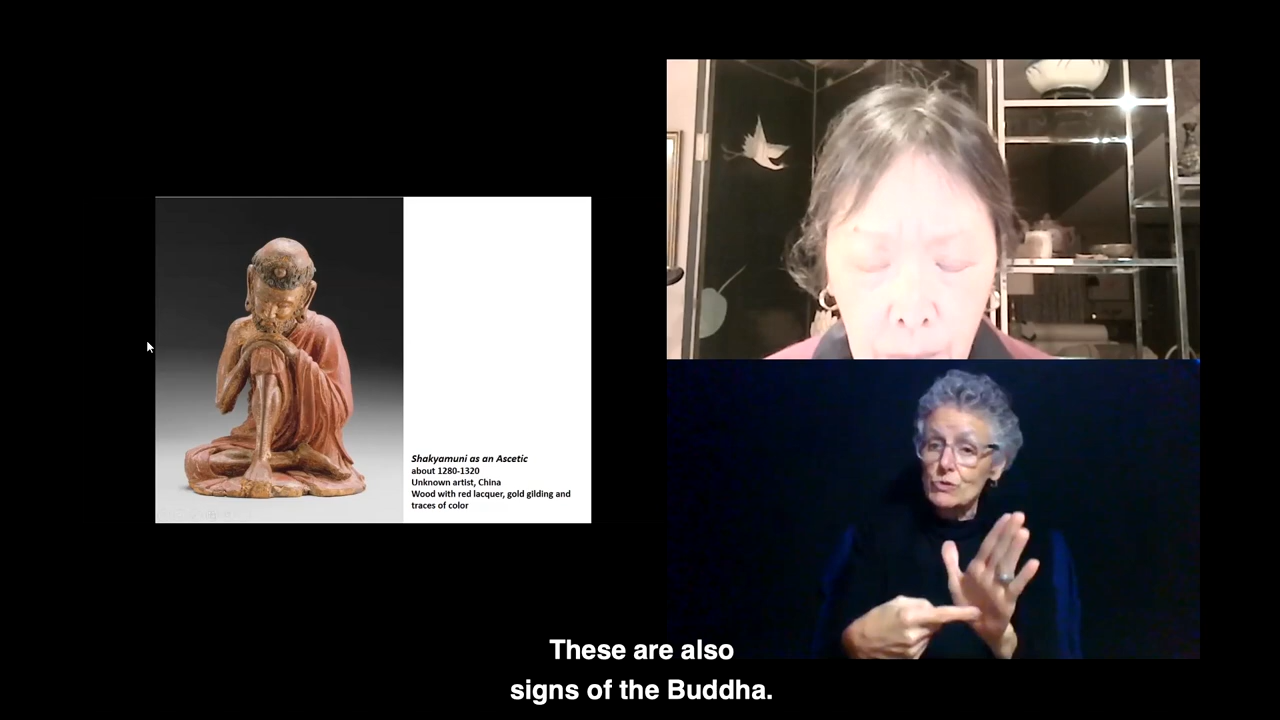 Shakyamuni as an Ascetic
about 1280-1320
Unknown artist, China
Wood with red lacquer, gold gilding and
traces of color
These are also
signs of the Buddha.